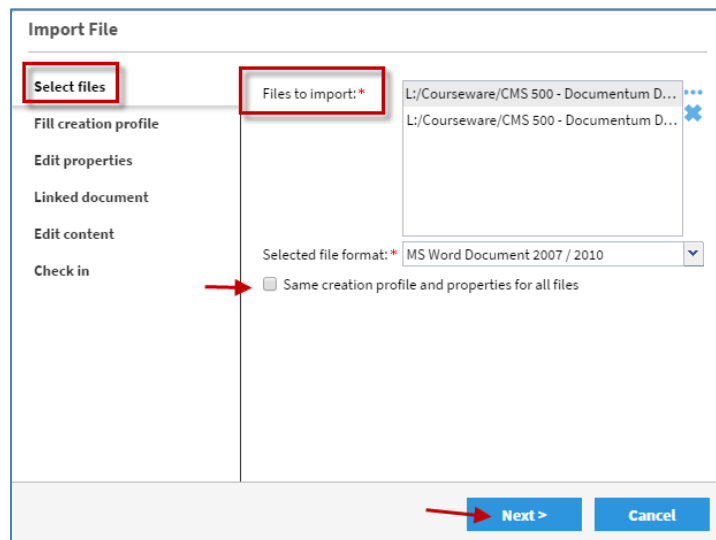 Import File
Select files
Fill creation profile
Edit properties
Linked document
Edit content
Check in
Files to import:*
L:/Courseware/CMS 500 - Documentum D...
L:/Courseware/CMS 500 - Documentum D...
Selected file format:* MS Word Document 2007 / 2010
Same creation profile and properties for all files
Next >
Cancel